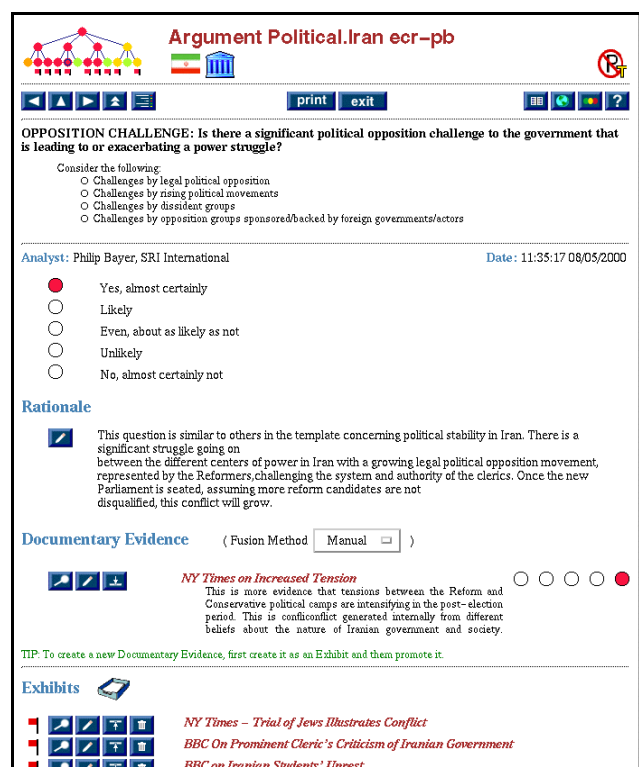 Argument Political.Iran ecr-pb
print exit
?
OPPOSITION CHALLENGE: Is there a significant political opposition challenge to the government that
is leading to or exacerbating a power struggle?
Consider the following:
O Challenges by legal political opposition
O Challenges by rising political movements
O Challenges by dissident groups
O Challenges by opposition groups sponsored/backed by foreign governments/actors
Analyst: Philip Bayer, SRI International Date: 11:35:17 08/05/2000
Yes, almost certainly
Likely
Even, about as likely as not
Unlikely
No, almost certainly not
Rationale
This question is similar to others in the template concerning political stability in Iran. There is a
significant struggle going on
between the different centers of power in Iran with a growing legal political opposition movement,
represented by the Reformers,challenging the system and authority of the clerics. Once the new
Parliament is seated, assuming more reform candidates are not
disqualified, this conflict will grow.
Documentary Evidence ( Fusion Method Manual )
NY Times on Increased Tension
This is more evidence that tensions between the Reform and
Conservative political camps are intensifying in the post-election
period. This is confliconflict generated internally from different
beliefs about the nature of Iranian government and society.
TIP: To create a new Documentary Evidence, first create it as an Exhibit and them promote it.
Exhibits
NY Times - Trial of Jews Illustrates Conflict
BBC On Prominent Cleric's Criticism of Iranian Government
BBC on Iranian Students' Unrest